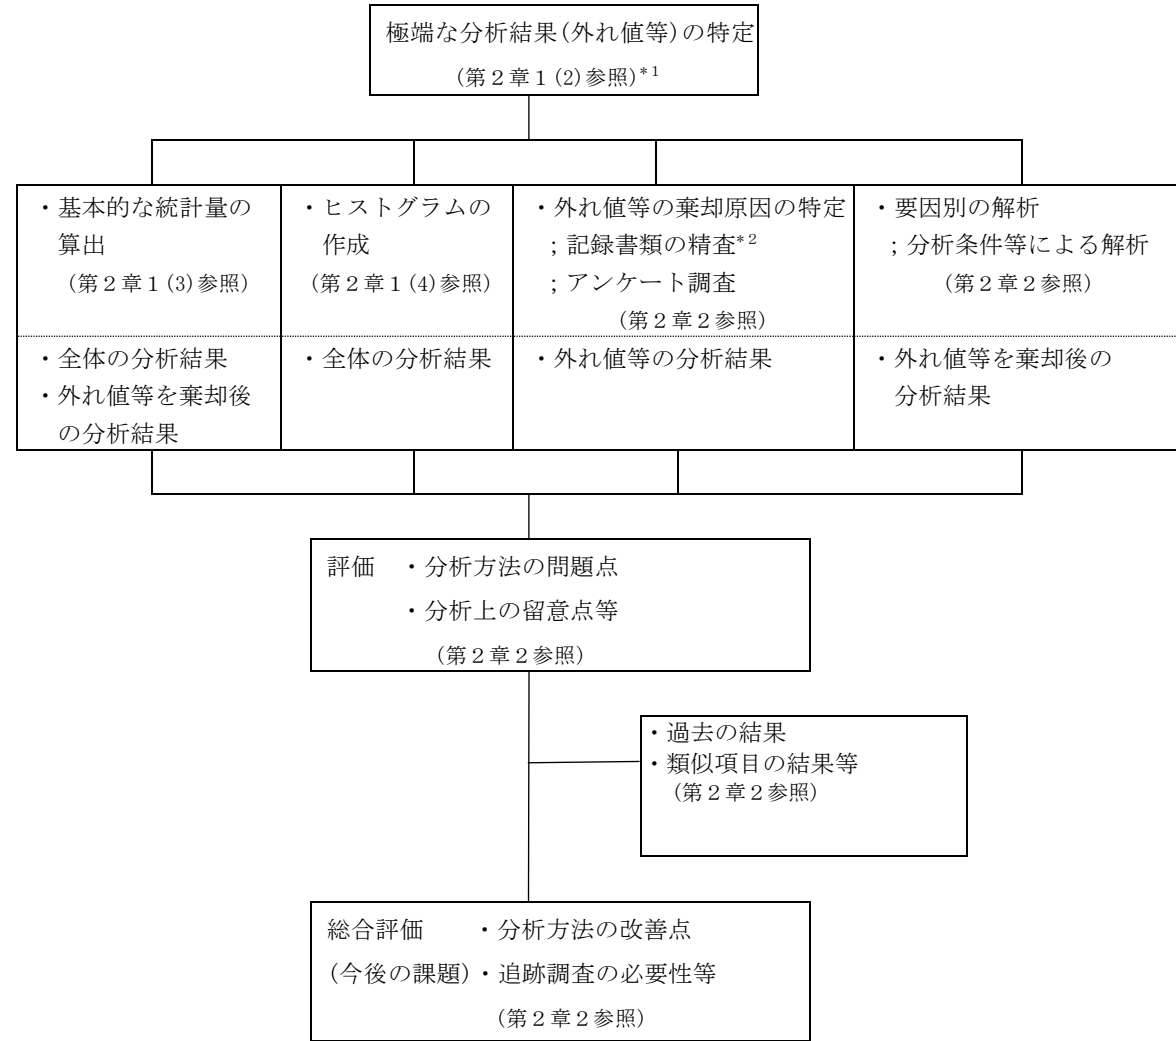 極端な分析結果(外れ値等)の特定
(第２章１(2)参照)*1
・基本的な統計量の
算出
(第２章１(3)参照)
・全体の分析結果
・外れ値等を棄却後
の分析結果
・ヒストグラムの
作成
(第２章１(4)参照)
・全体の分析結果
・外れ値等の棄却原因の特定
；記録書類の精査*2
；アンケート調査
(第２章２参照)
・外れ値等の分析結果
・要因別の解析
；分析条件等による解析
(第２章２参照)
・外れ値等を棄却後の
分析結果
評価　・分析方法の問題点
・分析上の留意点等
(第２章２参照)
・過去の結果
・類似項目の結果等
(第２章２参照)
総合評価　　・分析方法の改善点
(今後の課題)・追跡調査の必要性等
(第２章２参照)